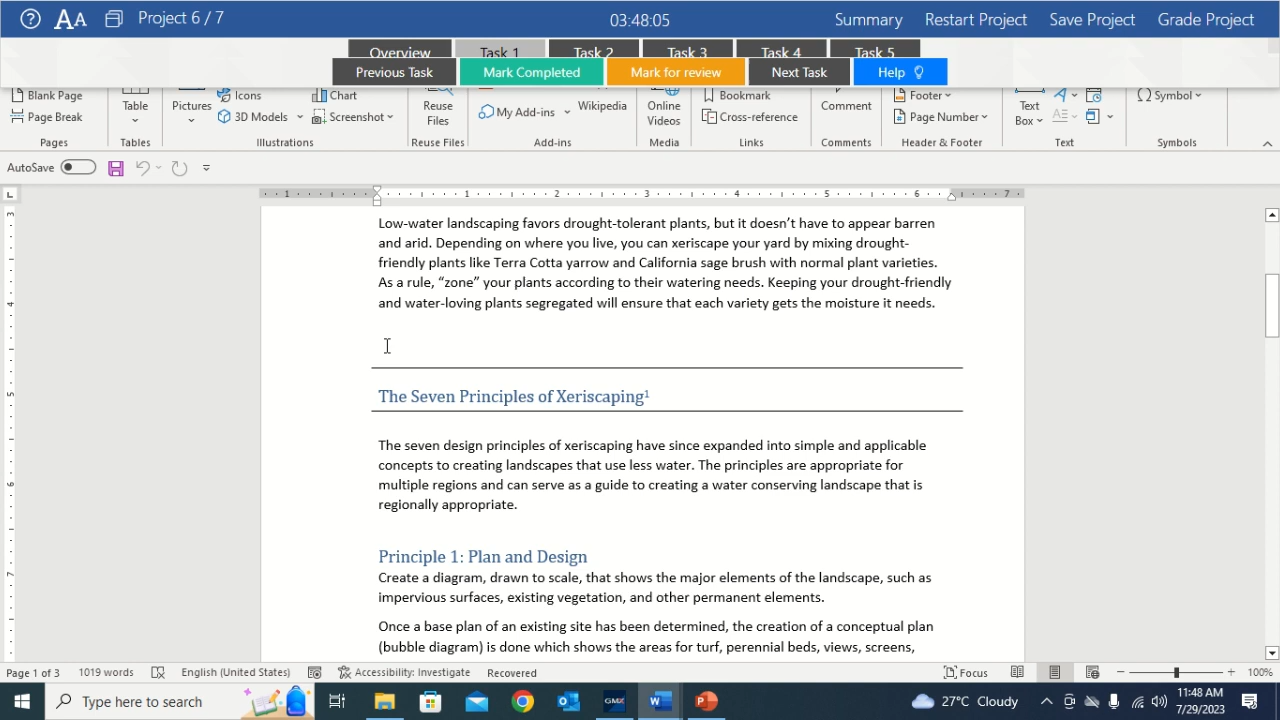 Project 6 / 7
03:48:05
Summary
Restart Project
Save Project
Grade Project
Overview
Task 1
Task 2
Task 3
Task 4
Task 5
Previous Task
Mark Completed
Mark for review
Next Task
Help
Blank Page
Page Break
Pages
Table
Tables
Pictures
Icons
3D Models
Chart
Screenshot
Illustrations
Reuse
Files
Reuse Files
My Add-ins
Wikipedia
Add-ins
Online
Videos
Media
Bookmark
Cross-reference
Links
Comment
Comments
Footer
Page Number
Header & Footer
Text
Box
Text
Symbol
Symbols
AutoSave
Low-water landscaping favors drought-tolerant plants, but it doesn’t have to appear barren
and arid. Depending on where you live, you can xeriscape your yard by mixing drought-
friendly plants like Terra Cotta yarrow and California sage brush with normal plant varieties.
As a rule, “zone” your plants according to their watering needs. Keeping your drought-friendly
and water-loving plants segregated will ensure that each variety gets the moisture it needs.
The Seven Principles of Xeriscaping¹
The seven design principles of xeriscaping have since expanded into simple and applicable
concepts to creating landscapes that use less water. The principles are appropriate for
multiple regions and can serve as a guide to creating a water conserving landscape that is
regionally appropriate.
Principle 1: Plan and Design
Create a diagram, drawn to scale, that shows the major elements of the landscape, such as
impervious surfaces, existing vegetation, and other permanent elements.
Once a base plan of an existing site has been determined, the creation of a conceptual plan
(bubble diagram) is done which shows the areas for turf, perennial beds, views, screens,
Page 1 of 3
1019 words
English (United States)
Accessibility: Investigate
Recovered
Focus
100%
Type here to search
GMX
27°C Cloudy
11:48 AM
7/29/2023